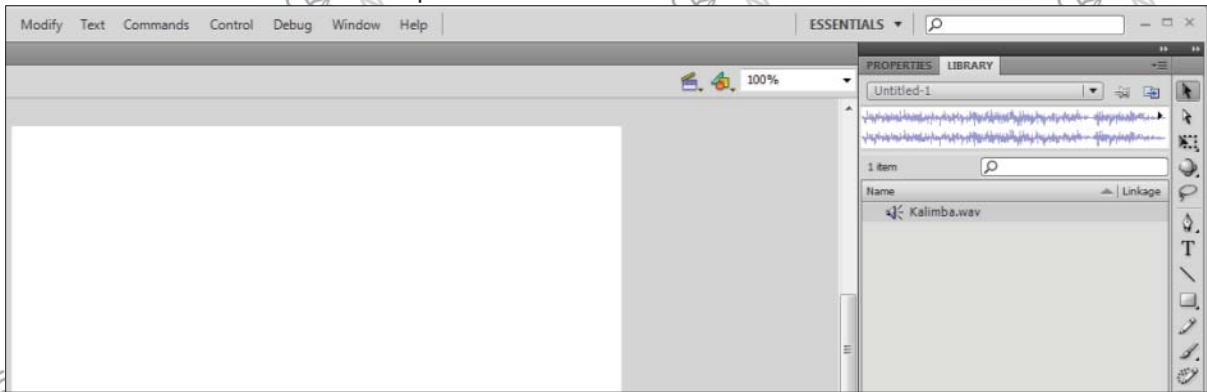 Modify Text Commands Control Debug Window Help ESSENTIALS
100%
PROPERTIES LIBRARY
Untitled-1
1 item
Name Linkage
Kalimba.wav
T